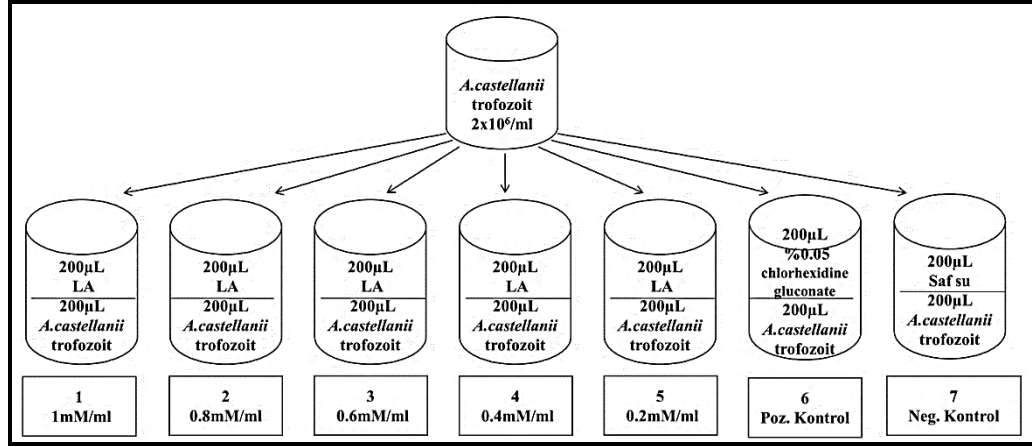 A.castellanii
trofozoit
2x10⁶/ml
200µL
LA
200µL
A.castellanii
trofozoit
1
1mM/ml
200µL
LA
200µL
A.castellanii
trofozoit
2
0.8mM/ml
200µL
LA
200µL
A.castellanii
trofozoit
3
0.6mM/ml
200µL
LA
200µL
A.castellanii
trofozoit
4
0.4mM/ml
200µL
LA
200µL
A.castellanii
trofozoit
5
0.2mM/ml
200µL
%0.05
chlorhexidine
gluconate
200µL
A.castellanii
trofozoit
6
Poz. Kontrol
200µL
Saf su
200µL
A.castellanii
trofozoit
7
Neg. Kontrol